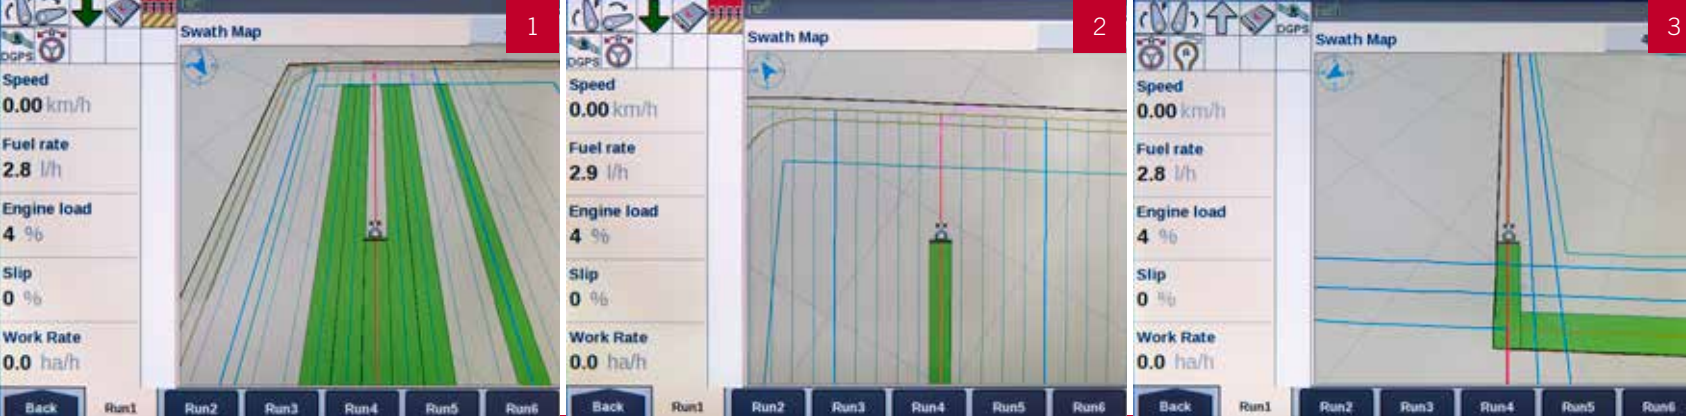 1
Swath Map
DGPS
Speed
0.00 km/h
Fuel rate
2.8 l/h
Engine load
4 %
Slip
0 %
Work Rate
0.0 ha/h
Back Run1 Run2 Run3 Run4 Run5 Run6
2
Swath Map
DGPS
Speed
0.00 km/h
Fuel rate
2.9 l/h
Engine load
4 %
Slip
0 %
Work Rate
0.0 ha/h
Back Run1 Run2 Run3 Run4 Run5 Run6
3
DGPS
Swath Map 4
Speed
0.00 km/h
Fuel rate
2.8 l/h
Engine load
4 %
Slip
0 %
Work Rate
0.0 ha/h
Back Run1 Run2 Run3 Run4 Run5 Run6